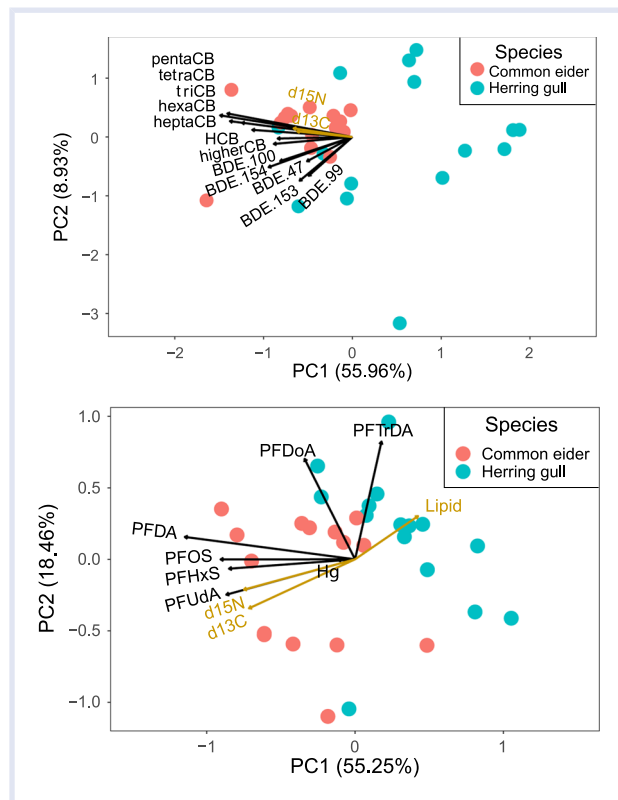 pentaCB
tetraCB
triCB
hexaCB
heptaCB
HCB
higherCB
BDE.100
BDE.154
BDE.47
BDE.153
BDE.99
d15N
d13C
Species
Common eider
Herring gull
1
0
−1
−2
−3
PC2 (8.93%)
−2 −1 0 1 2
PC1 (55.96%)
1.0
0.5
0.0
−0.5
−1.0
PC2 (18.46%)
PFDoA
PFTrDA
Species
Common eider
Herring gull
Lipid
PFDA
PFOS
PFHxS
Hg
PFUdA
d15N
d13C
−1 0 1
PC1 (55.25%)